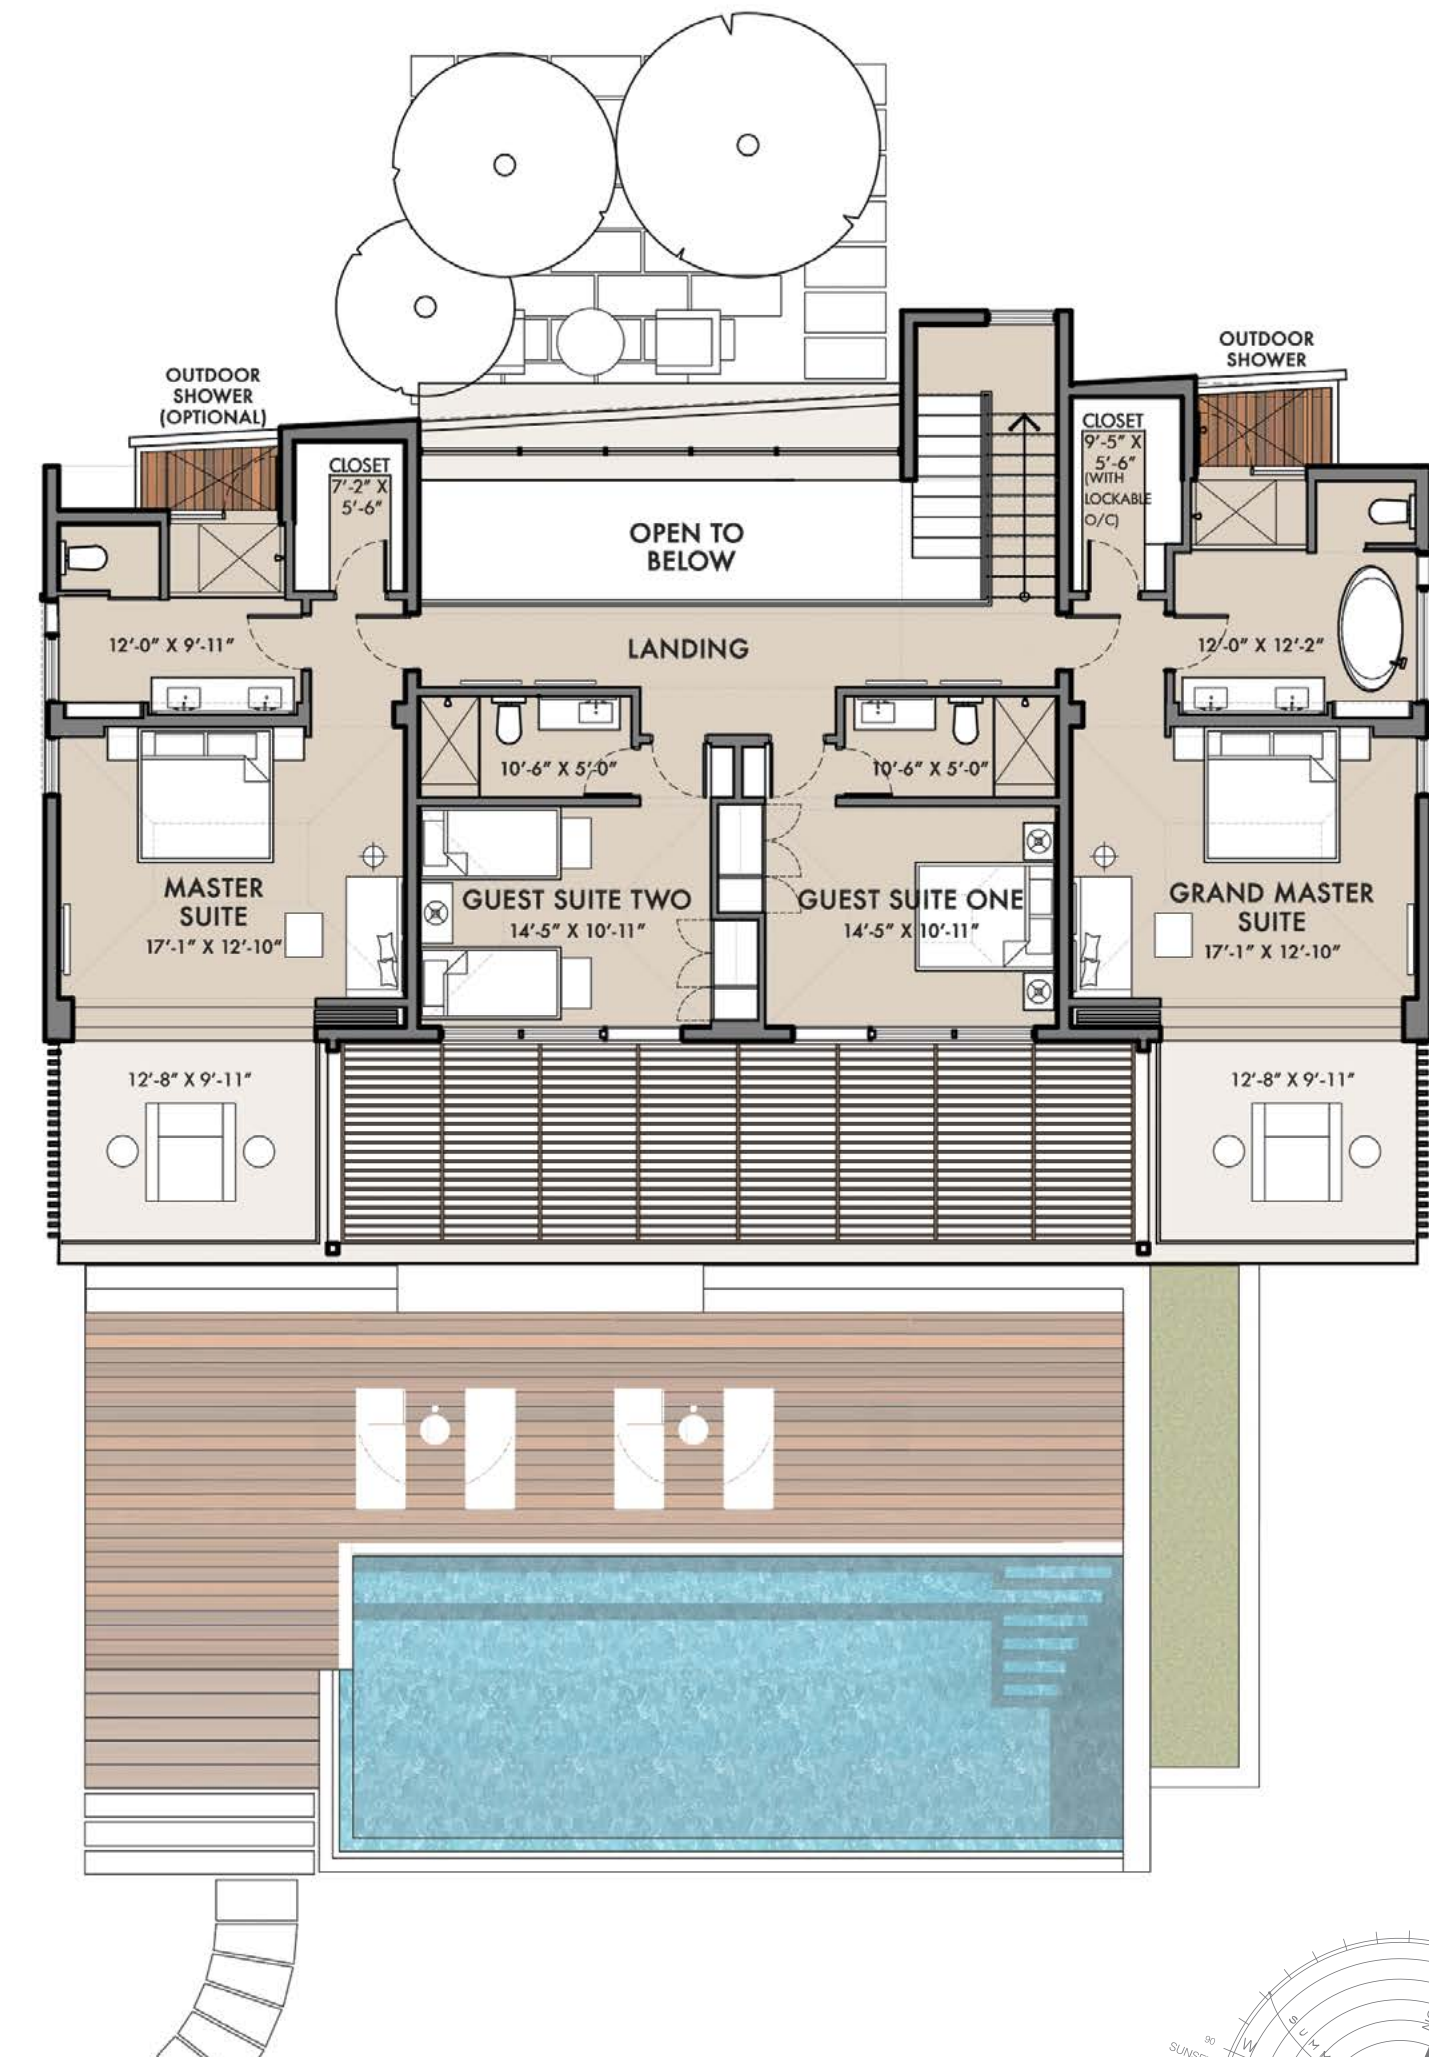 OUTDOOR
SHOWER
OUTDOOR
SHOWER
(OPTIONAL)
CLOSET
9'-5" X
5'-6"
(WITH
LOCKABLE
O/C)
CLOSET
7'-2" X
5'-6"
OPEN TO
BELOW
12'-0" X 9'-11"
LANDING
12'-0" X 12'-2"
10'-6" X 5'-0"
10'-6" X 5'-0"
MASTER
SUITE
17'-1" X 12'-10"
GUEST SUITE TWO
14'-5" X 10'-11"
GUEST SUITE ONE
14'-5" X 10'-11"
GRAND MASTER
SUITE
17'-1" X 12'-10"
12'-8" X 9'-11"
12'-8" X 9'-11"
90
W